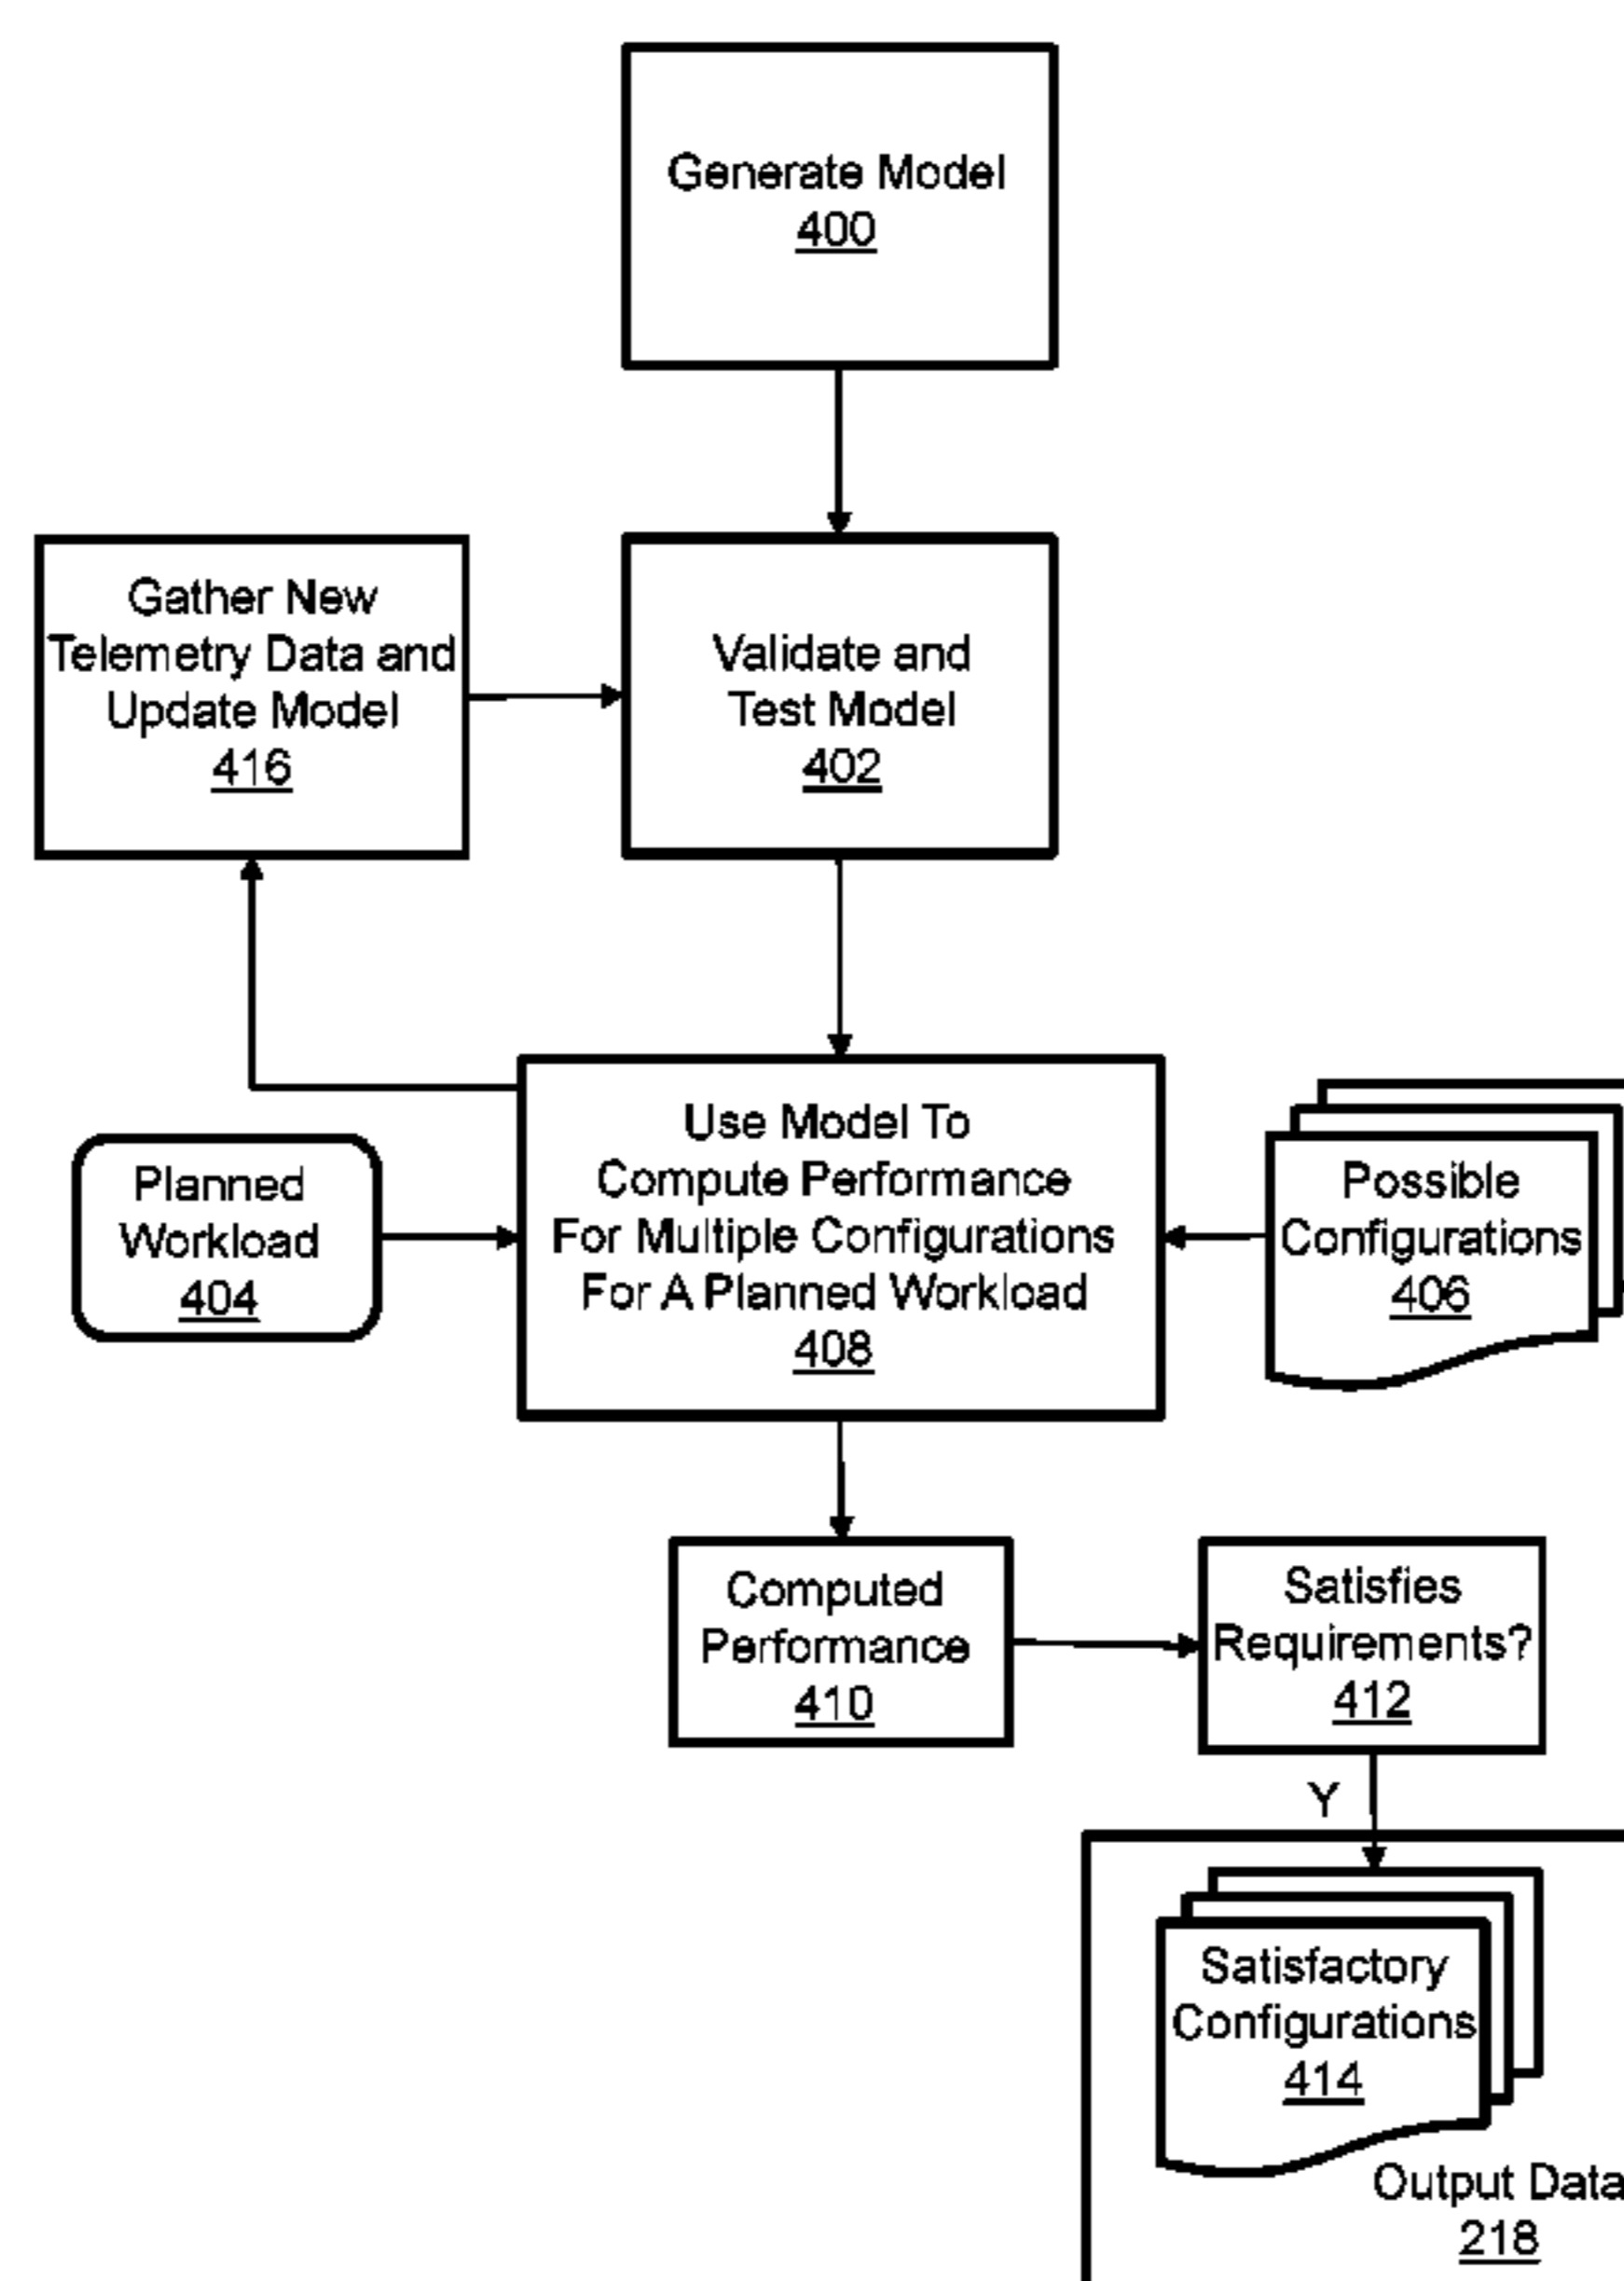 Generate Model
400
Gather New
Telemetry Data and
Update Model
416
Validate and
Test Model
402
Use Model To
Compute Performance
For Multiple Configurations
For A Planned Workload
408
Planned
Workload
404
Possible
Configurations
406
Computed
Performance
410
Satisfies
Requirements?
412
Y
Satisfactory
Configurations
414
Output Data
218